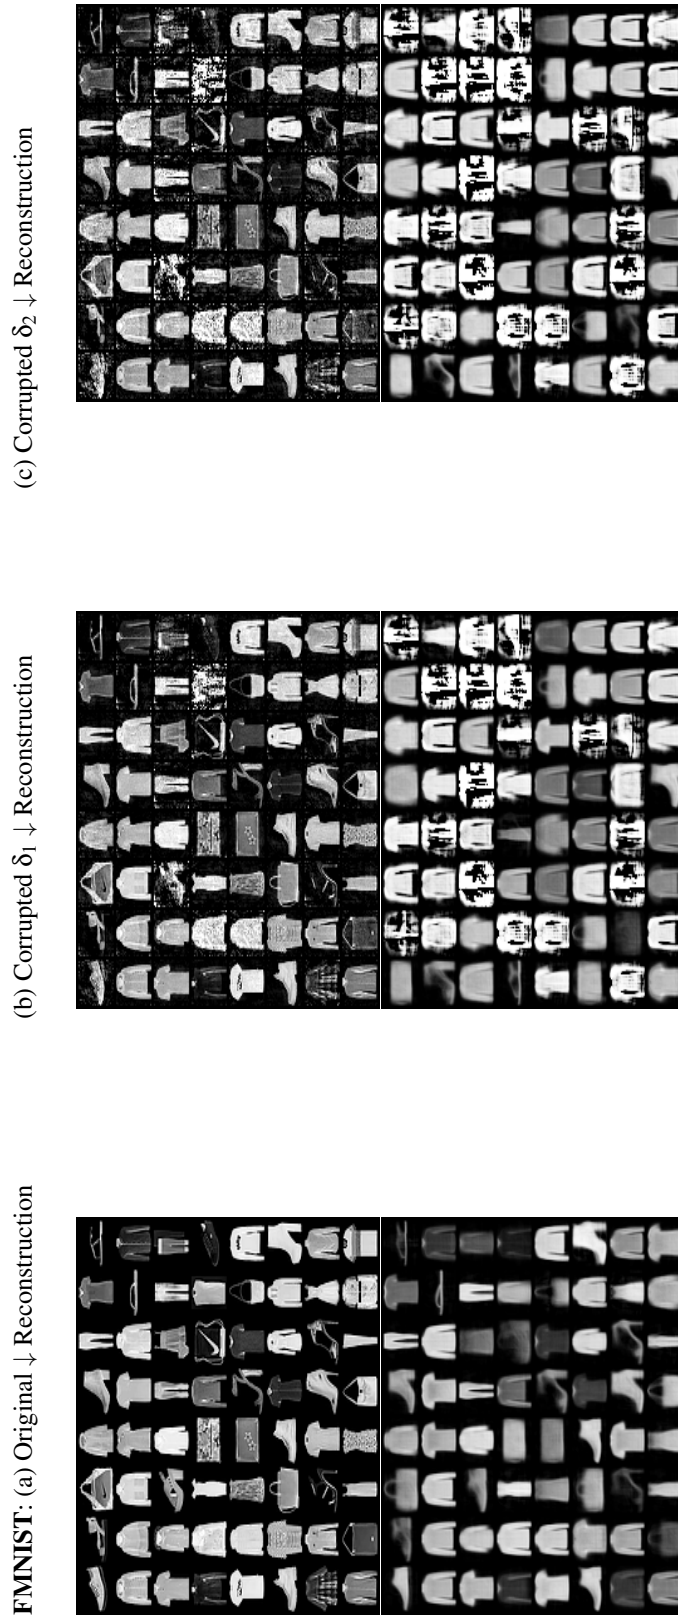 FMNIST: (a) Original ↓ Reconstruction
(b) Corrupted δ1 ↓ Reconstruction
(c) Corrupted δ2 ↓ Reconstruction